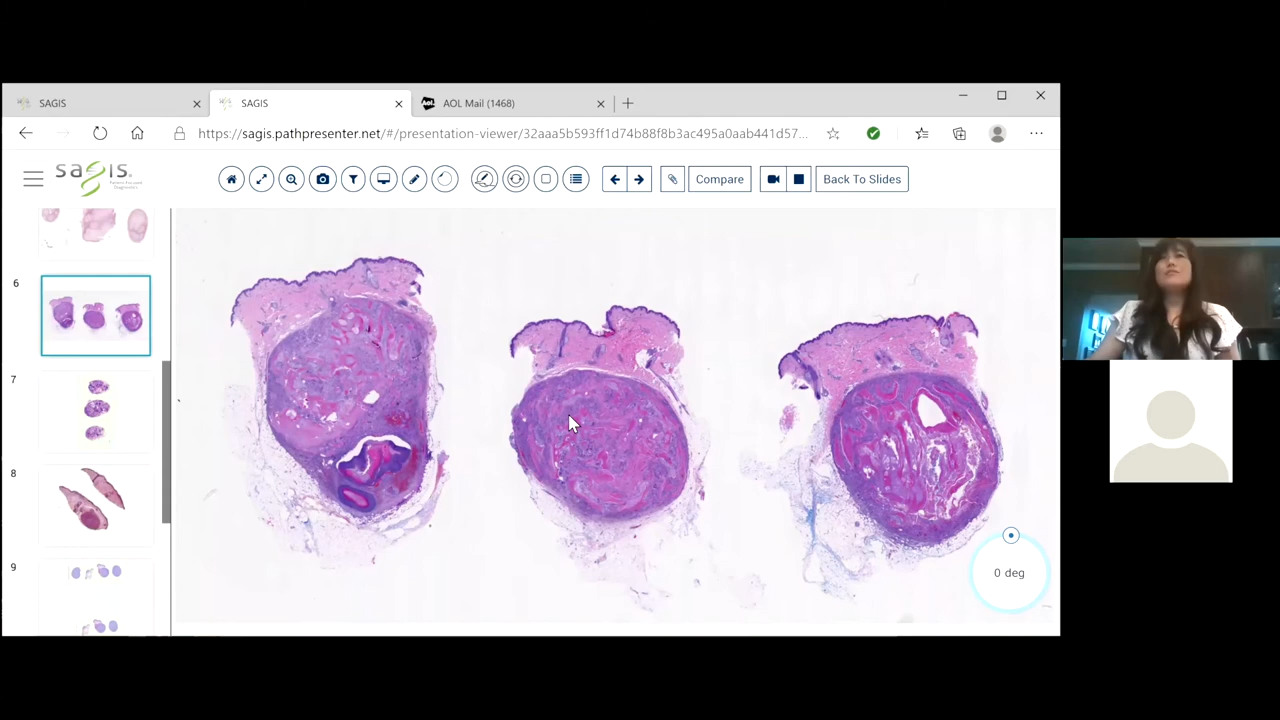 SAGIS
SAGIS
AOL Mail (1468)
https://sagis.pathpresenter.net/#/presentation-viewer/32aaa5b593ff1d74b88f8b3ac495a0aab441d57...
sagis
Compare
Back To Slides
6
7
8
9
0 deg